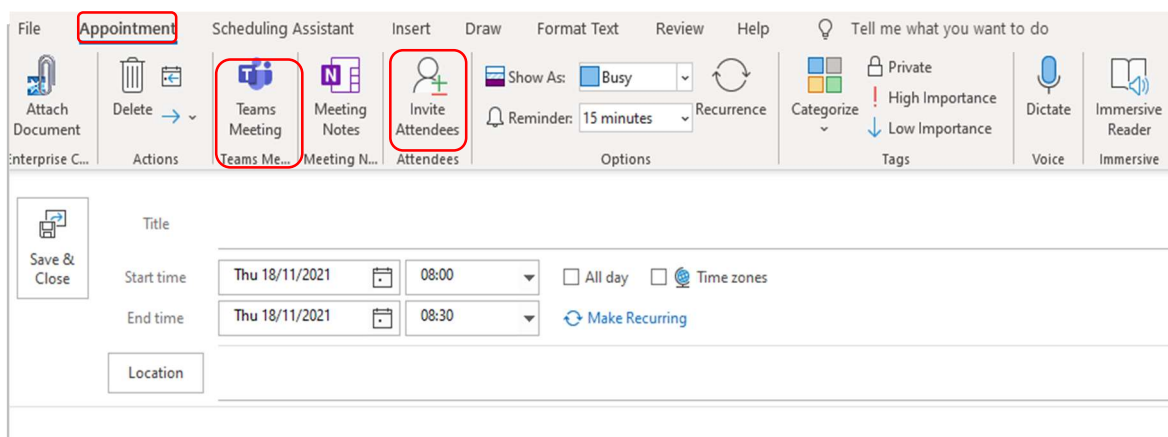 File Appointment Scheduling Assistant Insert Draw Format Text Review Help Tell me what you want to do
Attach Document
Delete
Teams Meeting
Meeting Notes
Invite Attendees
Show As: Busy
Reminder: 15 minutes
Recurrence
Categorize
Private
High Importance
Low Importance
Dictate
Immersive Reader
Enterprise C... Actions Teams Me... Meeting N... Attendees Options Tags Voice Immersive
Save & Close
Title
Start time Thu 18/11/2021 08:00 All day Time zones
End time Thu 18/11/2021 08:30 Make Recurring
Location